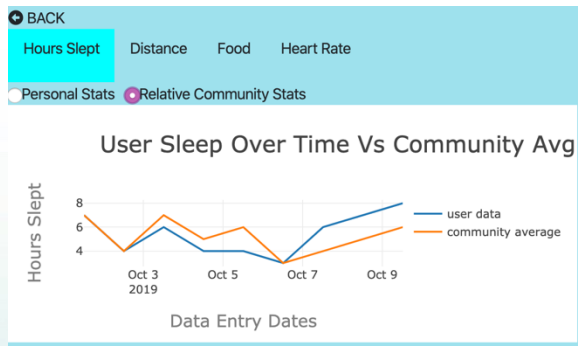 BACK
Hours Slept Distance Food Heart Rate
Personal Stats Relative Community Stats
User Sleep Over Time Vs Community Avg
Hours Slept
8
6
4
user data
community average
Oct 3 Oct 5 Oct 7 Oct 9
2019
Data Entry Dates